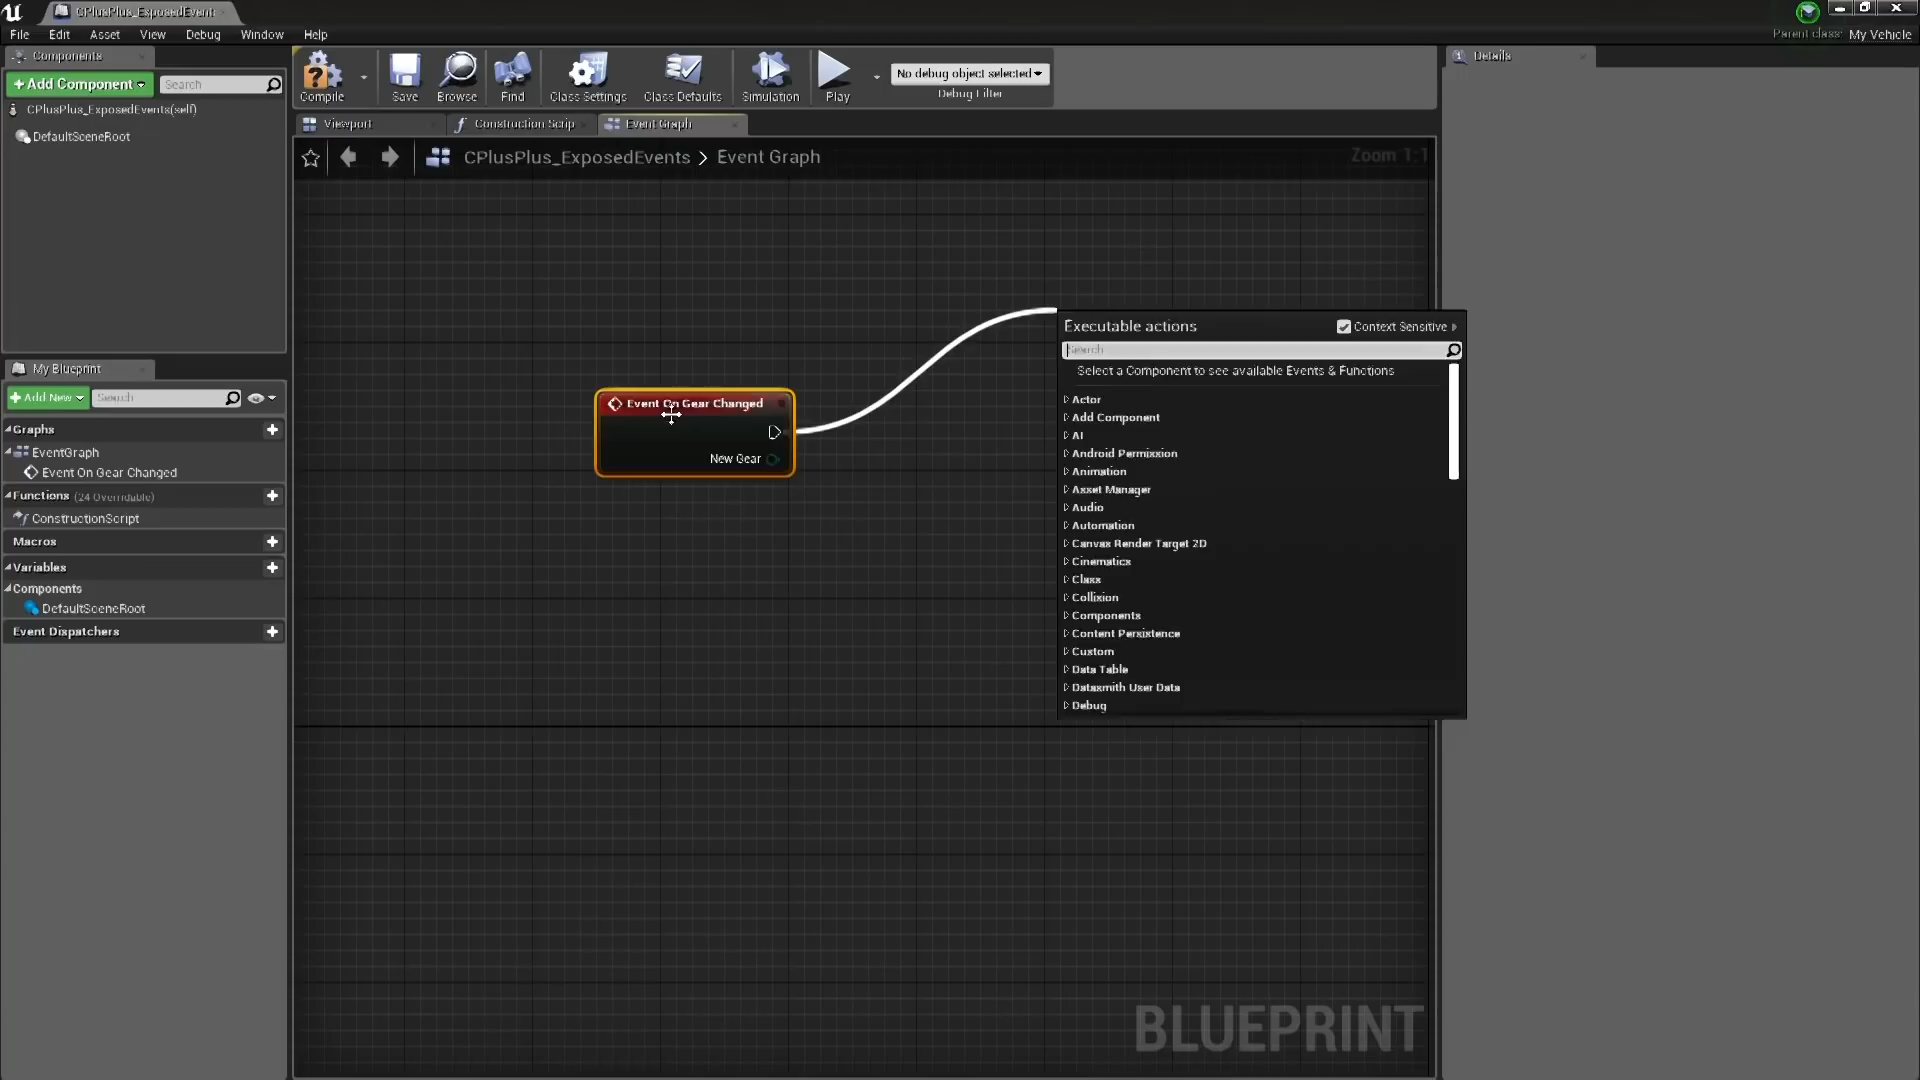 CPlusPlus_ExposedEvent
File Edit Asset View Debug Window Help
Parent class: My Vehicle
Components
+Add Component
Search
CPlusPlus_ExposedEvents(self)
DefaultSceneRoot
Compile
Save
Browse
Find
Class Settings
Class Defaults
Simulation
Play
No debug object selected
Debug Filter
Details
Viewport
Construction Scrip
Event Graph
CPlusPlus_ExposedEvents > Event Graph
Zoom 1:1
My Blueprint
+Add New
Search
Graphs
EventGraph
Event On Gear Changed
Functions (24 Overridable)
ConstructionScript
Macros
Variables
Components
DefaultSceneRoot
Event Dispatchers
Event On Gear Changed
New Gear
Executable actions
Context Sensitive
Search
Select a Component to see available Events & Functions
Actor
Add Component
AI
Android Permission
Animation
Asset Manager
Audio
Automation
Canvas Render Target 2D
Cinematics
Class
Collision
Components
Content Persistence
Custom
Data Table
Datasmith User Data
Debug
BLUEPRINT